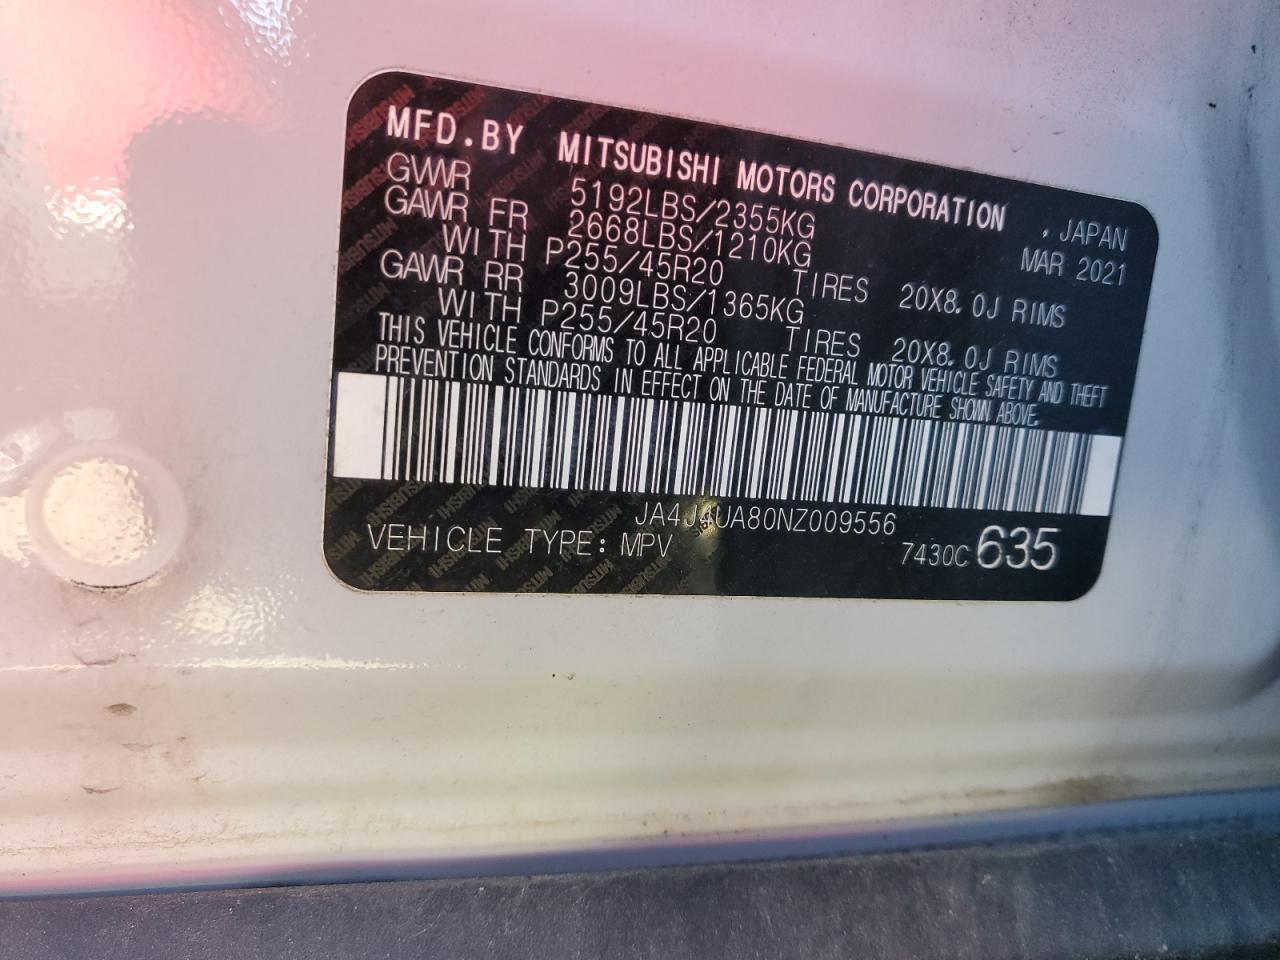 MFD.BY MITSUBISHI MOTORS CORPORATION , JAPAN
GVWR 5192LBS/2355KG MAR 2021
GAWR FR 2668LBS/1210KG
WITH P255/45R20 TIRES 20X8.0J RIMS
GAWR RR 3009LBS/1365KG
WITH P255/45R20 TIRES 20X8.0J RIMS
THIS VEHICLE CONFORMS TO ALL APPLICABLE FEDERAL MOTOR VEHICLE SAFETY AND THEFT
PREVENTION STANDARDS IN EFFECT ON THE DATE OF MANUFACTURE SHOWN ABOVE.
JA4J4UA80NZ009556
VEHICLE TYPE: MPV 7430C 635